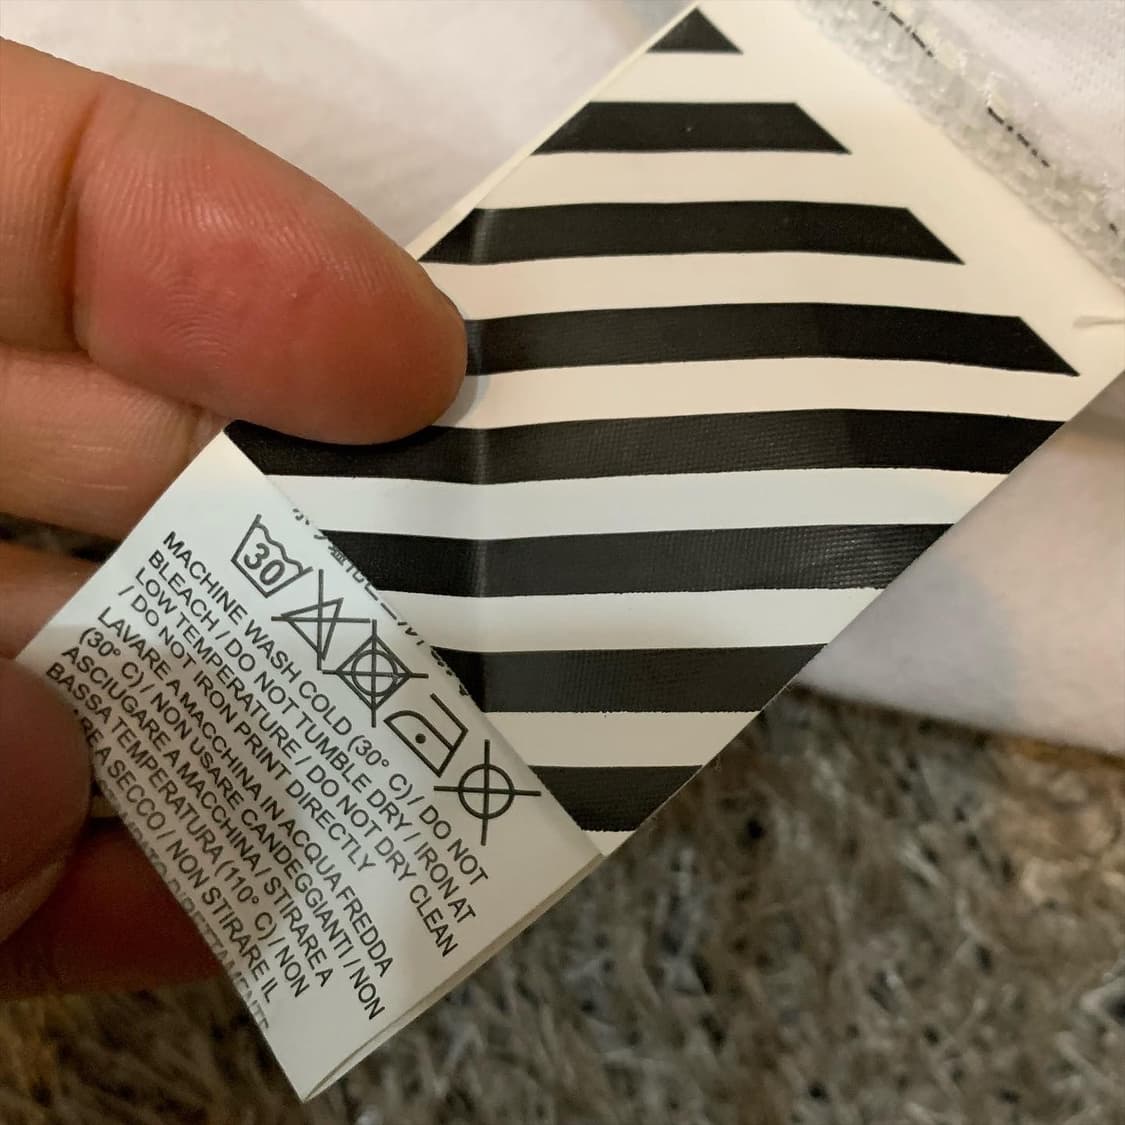 30
MACHINE WASH COLD (30° C) / DO NOT
BLEACH / DO NOT TUMBLE DRY / IRON AT
LOW TEMPERATURE / DO NOT DRY CLEAN
/ DO NOT IRON PRINT DIRECTLY
LAVARE A MACCHINA IN ACQUA FREDDA
(30° C) / NON USARE CANDEGGIANTI / NON
ASCIUGARE A MACCHINA / STIRARE A
BASSA TEMPERATURA (110° C) / NON
A SECCO / NON STIRARE IL